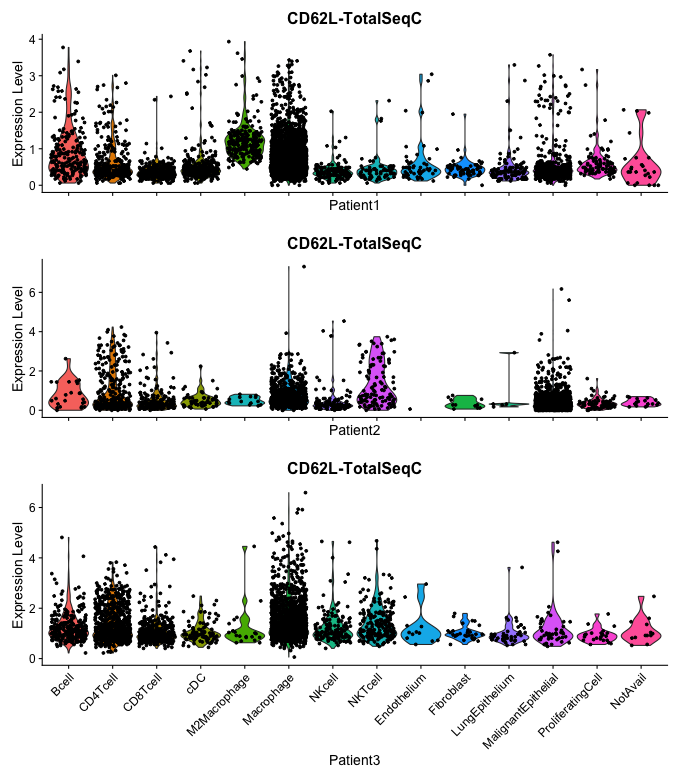 CD62L-TotalSeqC
Expression Level
4
3
2
1
0
Patient1
CD62L-TotalSeqC
Expression Level
6
4
2
0
Patient2
CD62L-TotalSeqC
Expression Level
6
4
2
0
Bcell
CD4Tcell
CD8Tcell
cDC
M2Macrophage
Macrophage
NKcell
NKTcell
Endothelium
Fibroblast
LungEpithelium
MalignantEpithelial
ProliferatingCell
NotAvail
Patient3